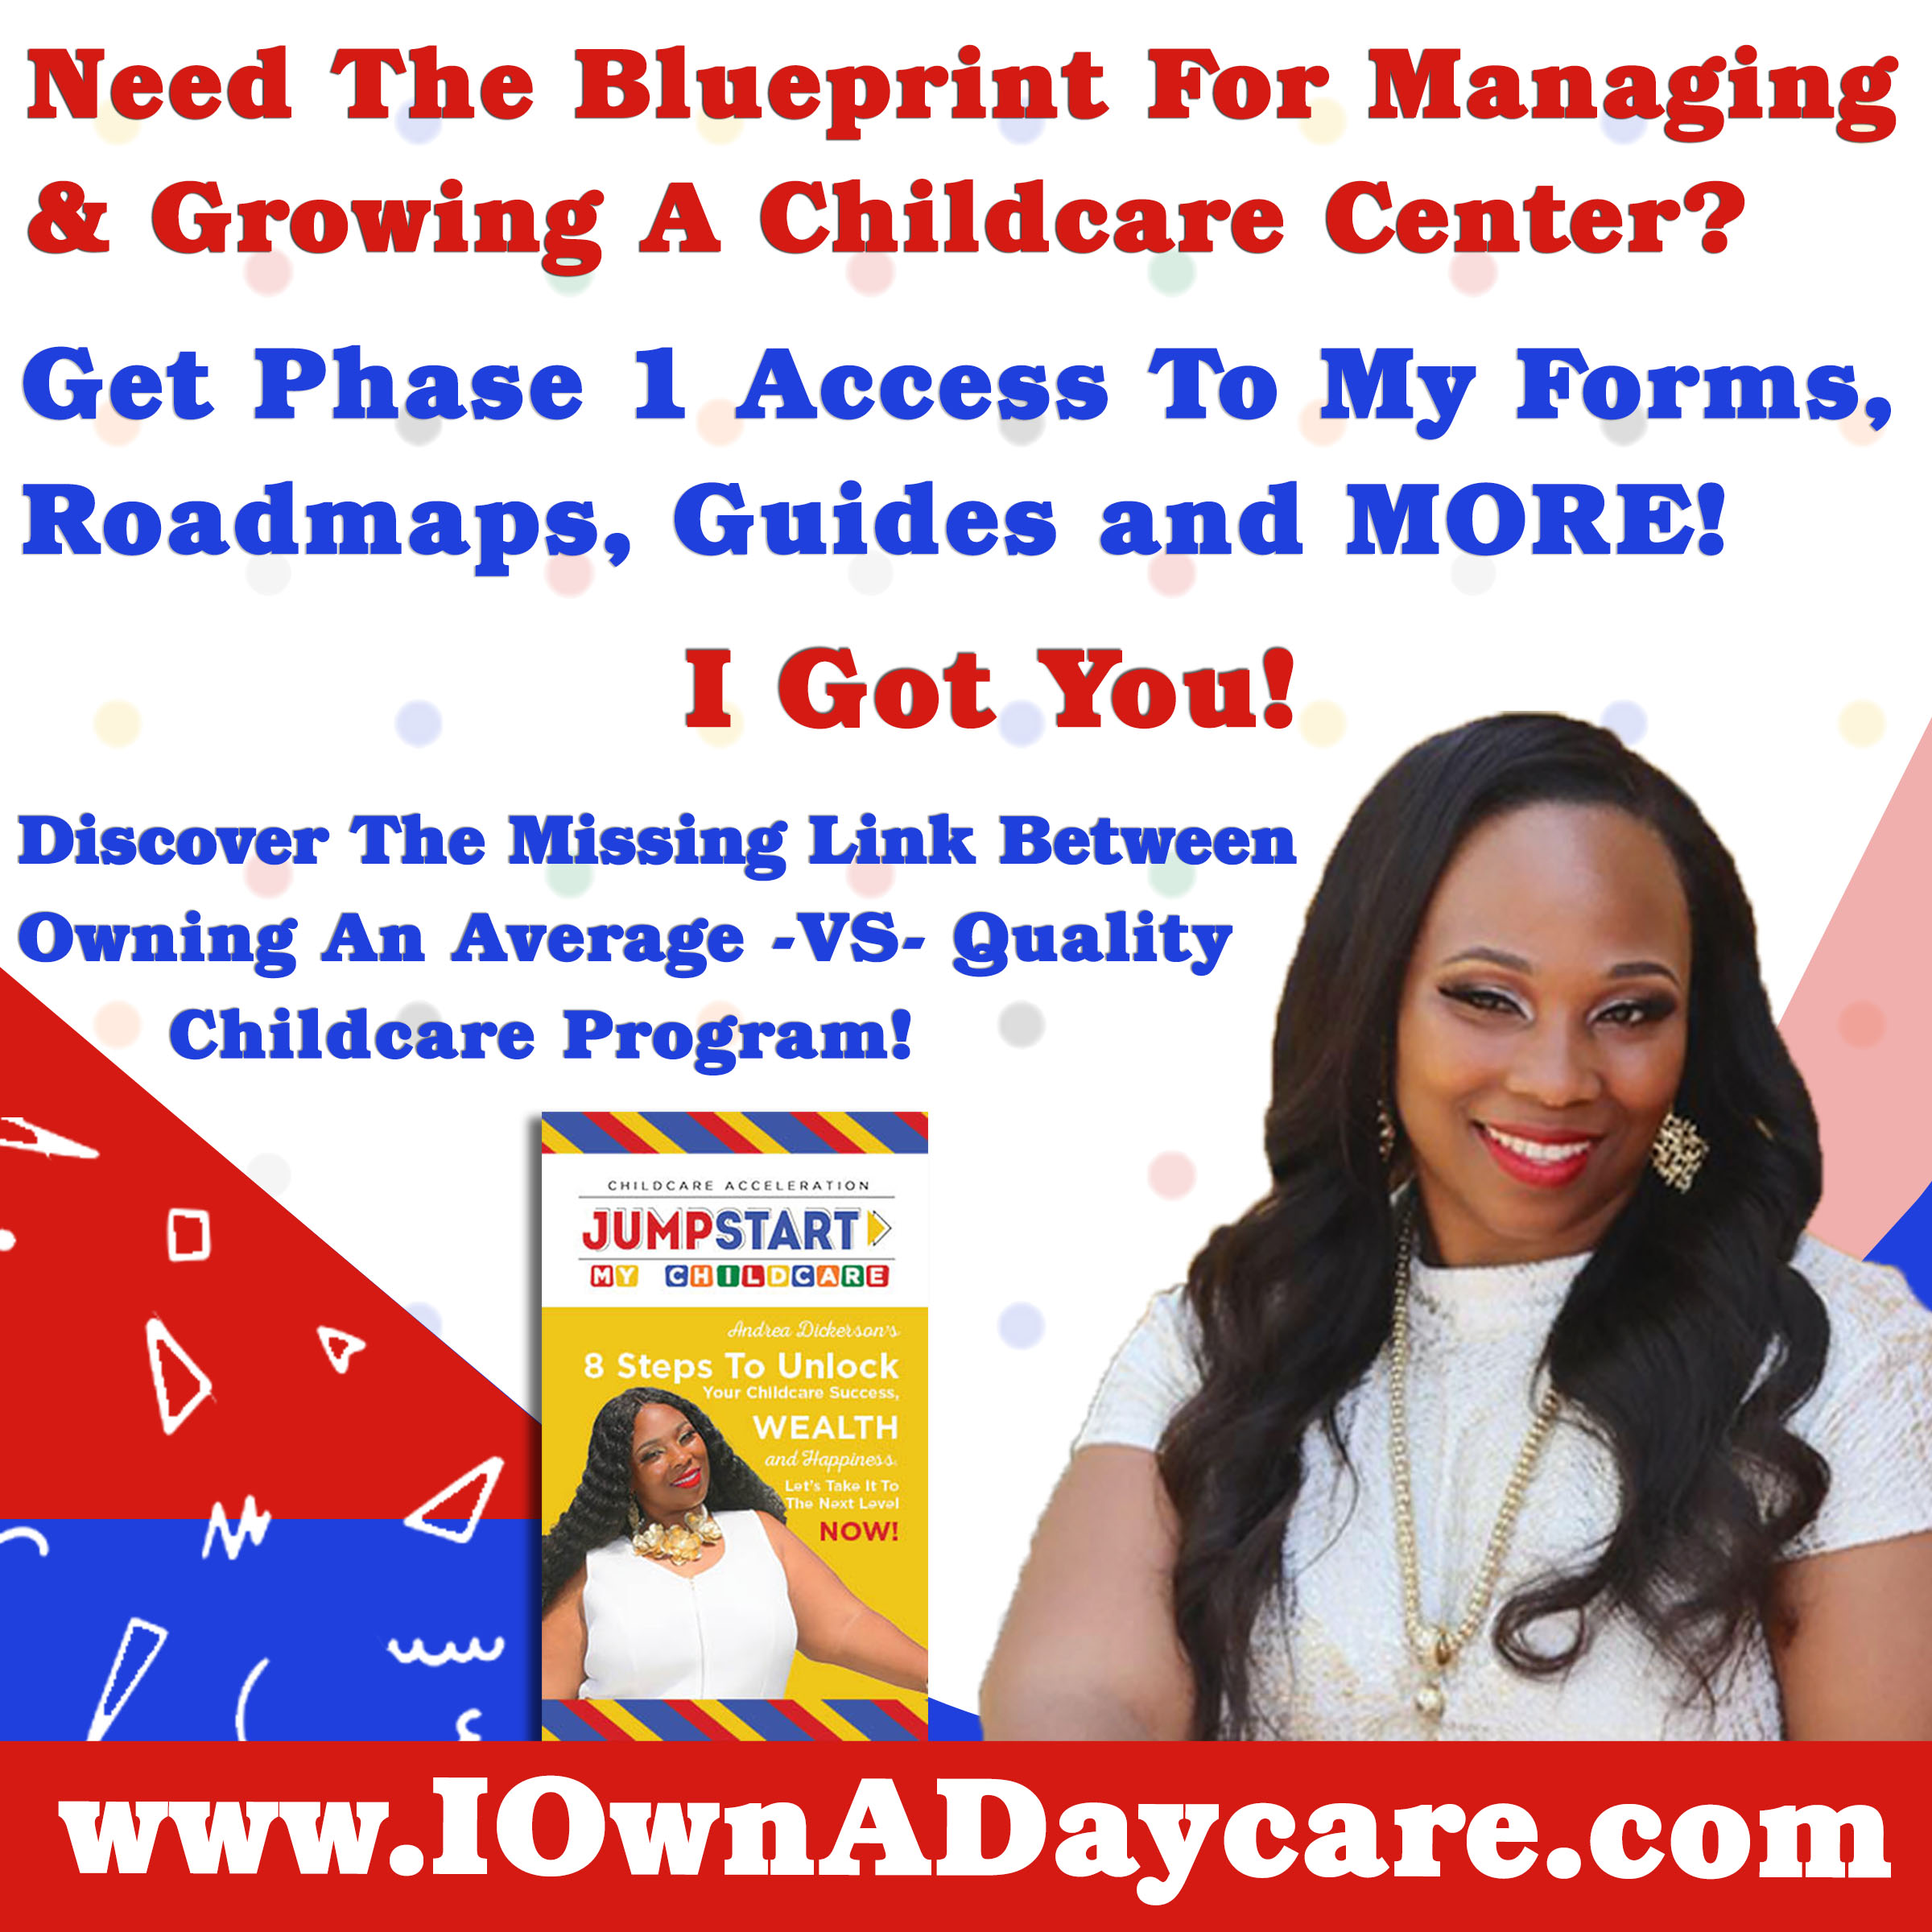 Need The Blueprint For Managing
& Growing A Childcare Center?
Get Phase 1 Access To My Forms,
Roadmaps, Guides and MORE!
I Got You!
Discover The Missing Link Between
Owning An Average -VS- Quality
Childcare Program!
CHILDCARE ACCELERATION
JUMPSTART
MY CHILDCARE
Andrea Dickerson's
8 Steps To Unlock
Your Childcare Success,
WEALTH
and Happiness.
Let's Take It To
The Next Level
NOW!
www.IOwnADaycare.com